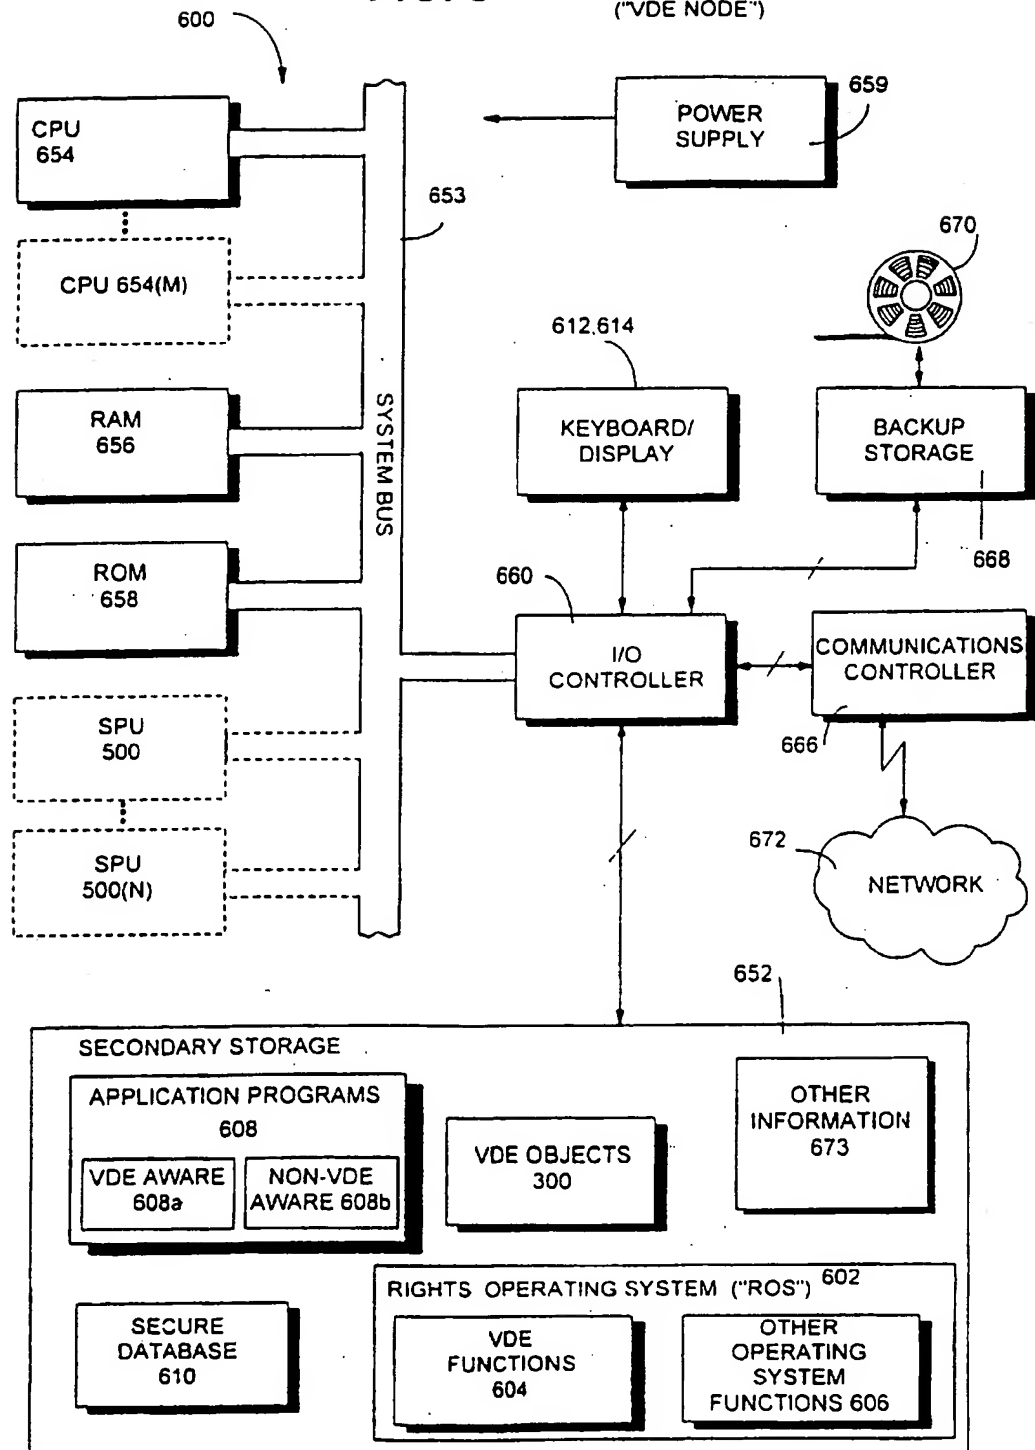 ("VDE NODE")
600
CPU
654
POWER
SUPPLY
659
653
CPU 654(M)
670
612,614
RAM
656
SYSTEM BUS
KEYBOARD/
DISPLAY
BACKUP
STORAGE
668
ROM
658
660
I/O
CONTROLLER
COMMUNICATIONS
CONTROLLER
666
SPU
500
SPU
500(N)
672
NETWORK
652
SECONDARY STORAGE
APPLICATION PROGRAMS
608
VDE AWARE
608a
NON-VDE
AWARE 608b
VDE OBJECTS
300
OTHER
INFORMATION
673
SECURE
DATABASE
610
RIGHTS OPERATING SYSTEM ("ROS") 602
VDE
FUNCTIONS
604
OTHER
OPERATING
SYSTEM
FUNCTIONS 606